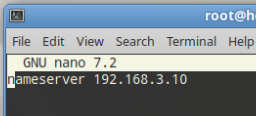 root@h
File Edit View Search Terminal Help
GNU nano 7.2
nameserver 192.168.3.10